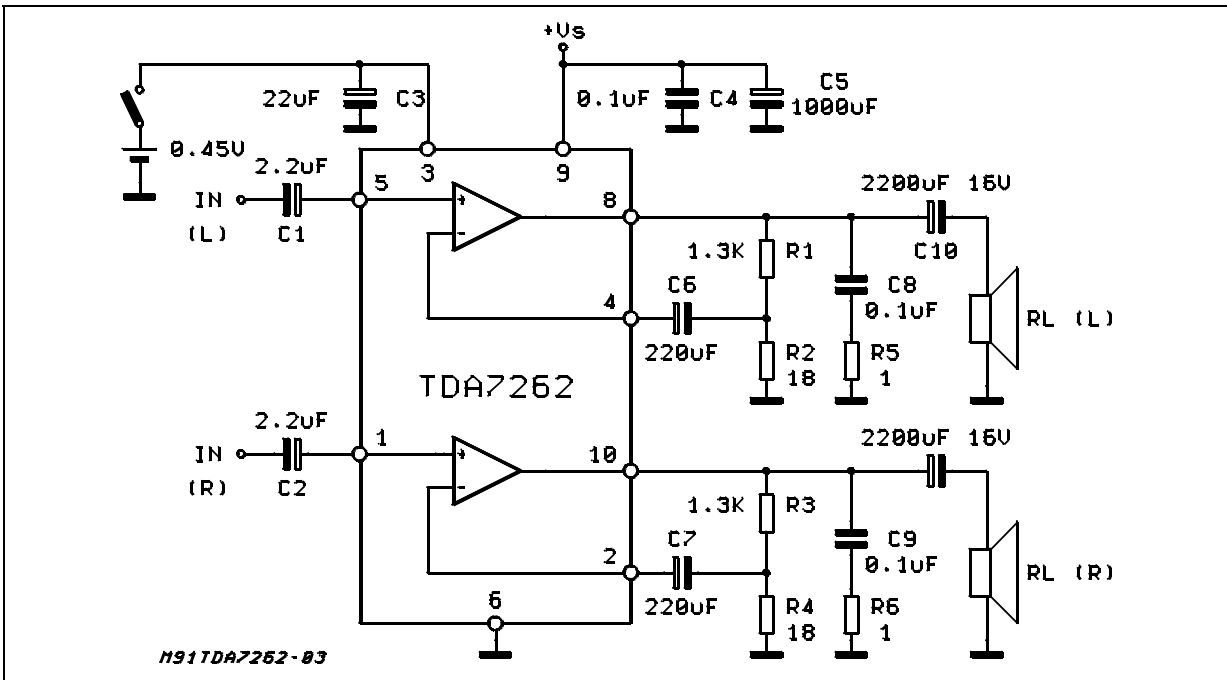 +Vs
22uF
C3
0.1uF
C4
C5
1000uF
0.45V
2.2uF
5
3
9
8
2200uF 16V
IN
(L)
C1
+
-
1.3K
R1
C10
C6
C8
0.1uF
4
RL (L)
220uF
R2
18
R5
1
TDA7262
2.2uF
1
10
2200uF 16V
IN
(R)
C2
+
-
1.3K
R3
C7
C9
0.1uF
2
RL (R)
220uF
R4
18
R6
1
6
M91TDA7262-03